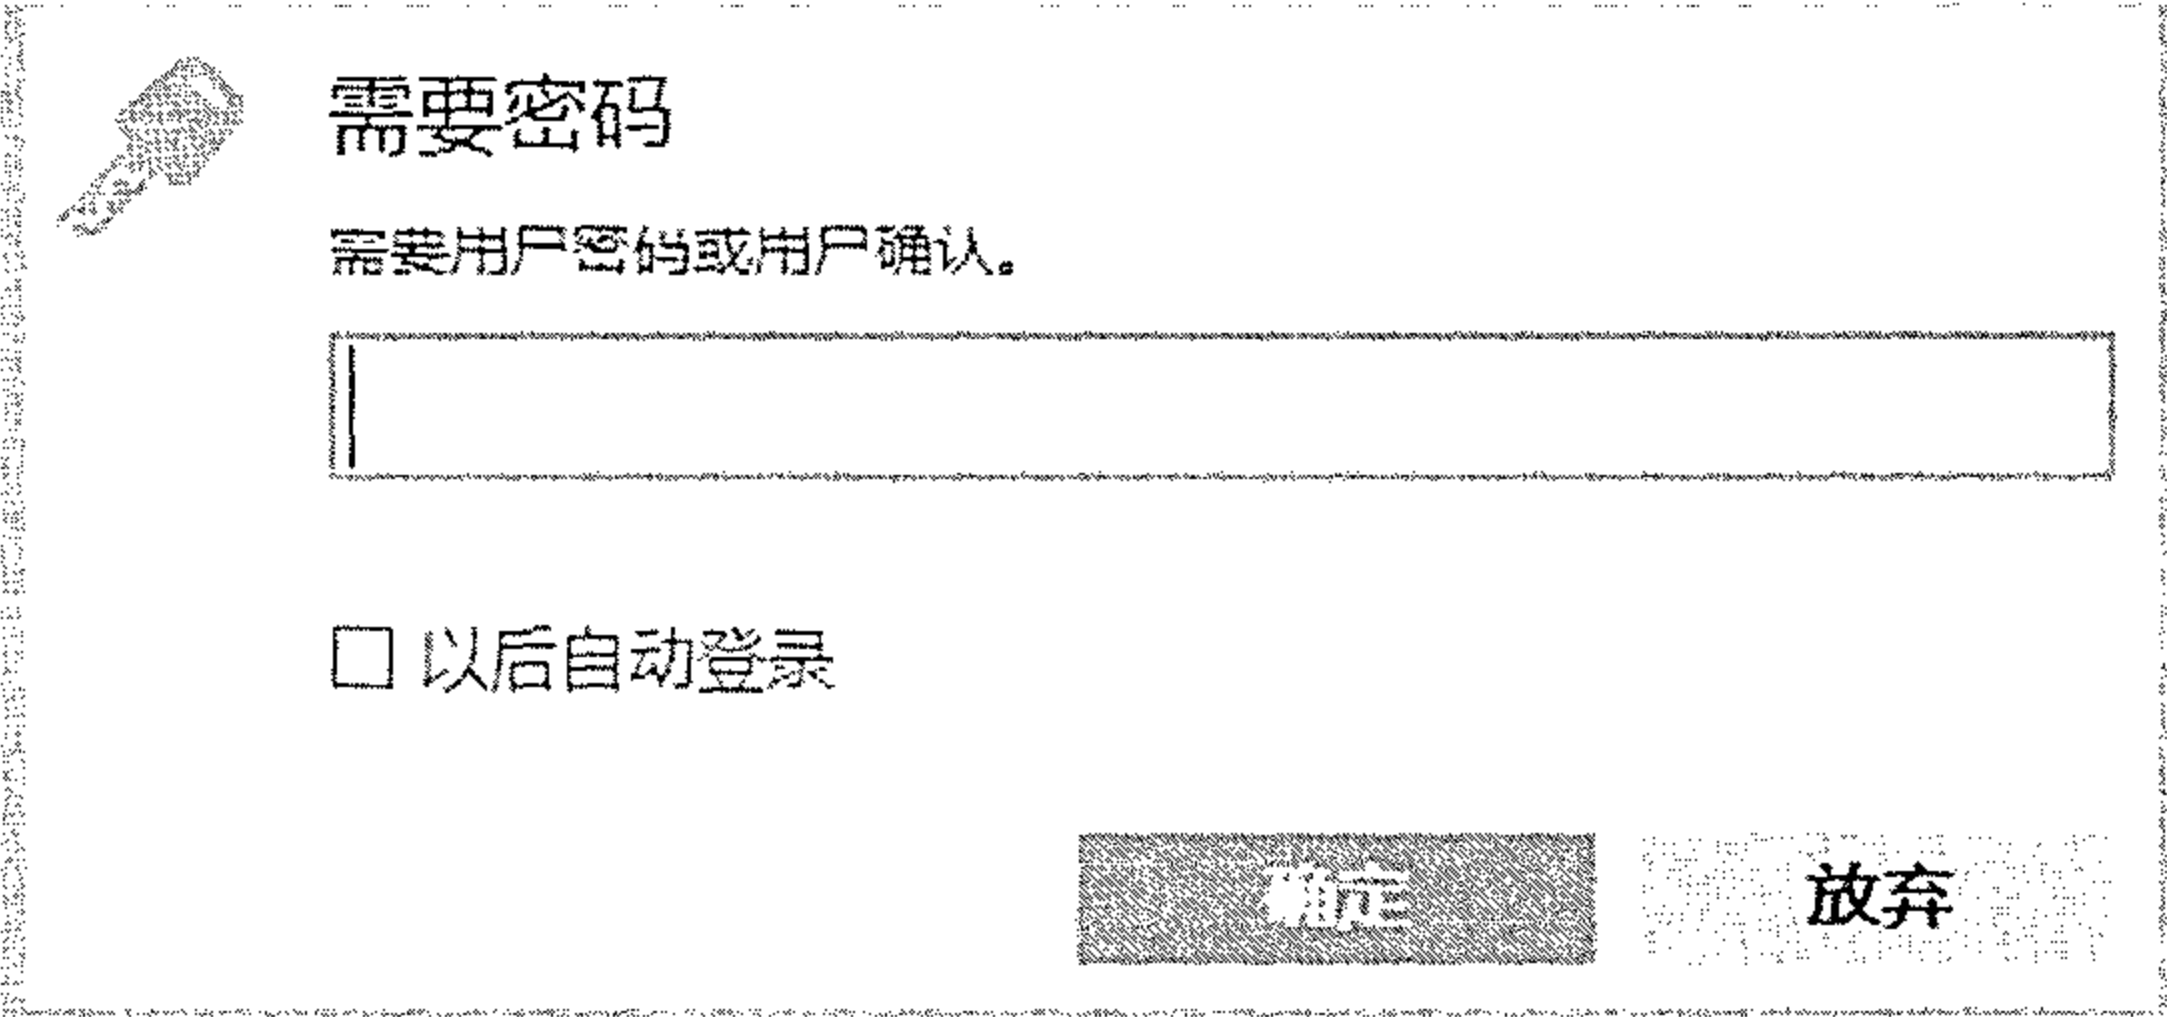 需要密码
需要用户密码或用户确认。
以后自动登录
确定
放弃